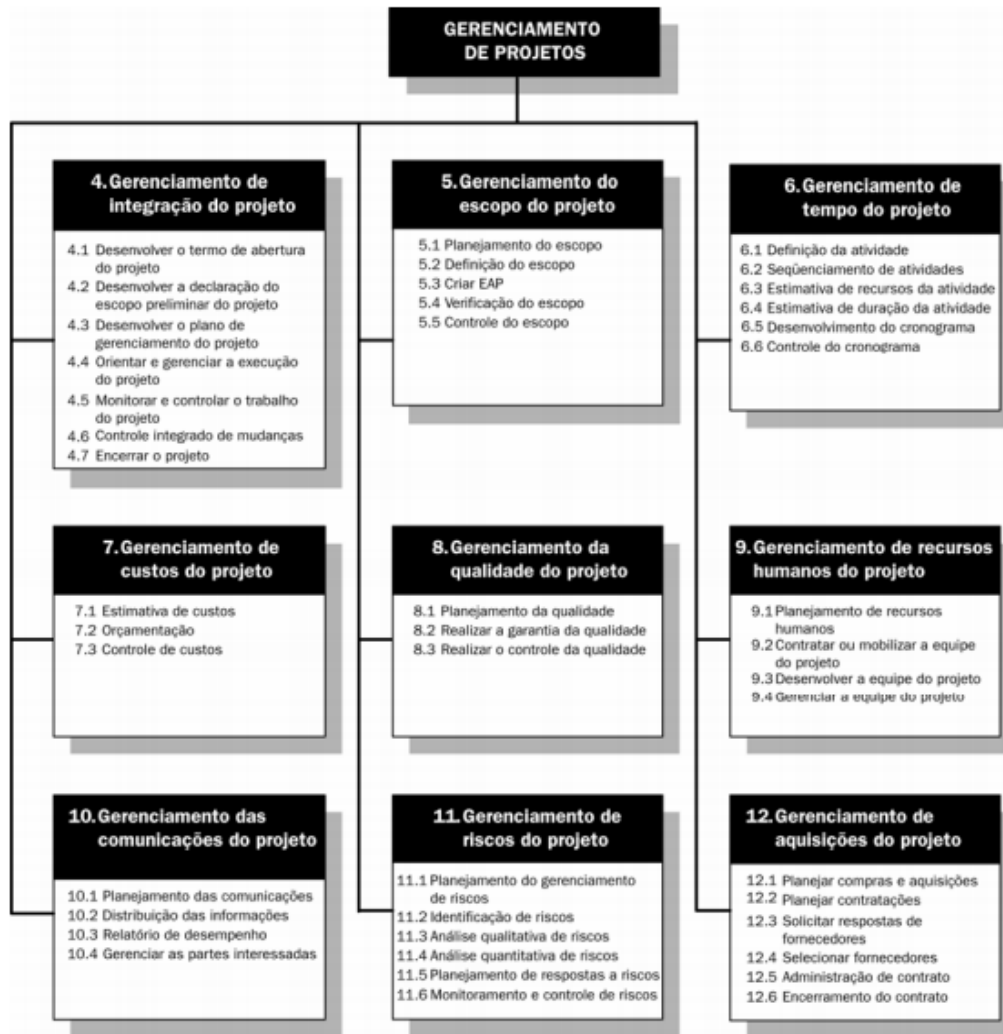 GERENCIAMENTO
DE PROJETOS
4. Gerenciamento de
integração do projeto
4.1 Desenvolver o termo de abertura
do projeto
4.2 Desenvolver a declaração do
escopo preliminar do projeto
4.3 Desenvolver o plano de
gerenciamento do projeto
4.4 Orientar e gerenciar a execução
do projeto
4.5 Monitorar e controlar o trabalho
do projeto
4.6 Controle integrado de mudanças
4.7 Encerrar o projeto
5. Gerenciamento do
escopo do projeto
5.1 Planejamento do escopo
5.2 Definição do escopo
5.3 Criar EAP
5.4 Verificação do escopo
5.5 Controle do escopo
6. Gerenciamento de
tempo do projeto
6.1 Definição da atividade
6.2 Seqüenciamento de atividades
6.3 Estimativa de recursos da atividade
6.4 Estimativa de duração da atividade
6.5 Desenvolvimento do cronograma
6.6 Controle do cronograma
7. Gerenciamento de
custos do projeto
7.1 Estimativa de custos
7.2 Orçamentação
7.3 Controle de custos
8. Gerenciamento da
qualidade do projeto
8.1 Planejamento da qualidade
8.2 Realizar a garantia da qualidade
8.3 Realizar o controle da qualidade
9. Gerenciamento de recursos
humanos do projeto
9.1 Planejamento de recursos
humanos
9.2 Contratar ou mobilizar a equipe
do projeto
9.3 Desenvolver a equipe do projeto
9.4 Gerenciar a equipe do projeto
10. Gerenciamento das
comunicações do projeto
10.1 Planejamento das comunicações
10.2 Distribuição das informações
10.3 Relatório de desempenho
10.4 Gerenciar as partes interessadas
11. Gerenciamento de
riscos do projeto
11.1 Planejamento do gerenciamento
de riscos
11.2 Identificação de riscos
11.3 Análise qualitativa de riscos
11.4 Análise quantitativa de riscos
11.5 Planejamento de respostas a riscos
11.6 Monitoramento e controle de riscos
12. Gerenciamento de
aquisições do projeto
12.1 Planejar compras e aquisições
12.2 Planejar contratações
12.3 Solicitar respostas de
fornecedores
12.4 Selecionar fornecedores
12.5 Administração de contrato
12.6 Encerramento do contrato